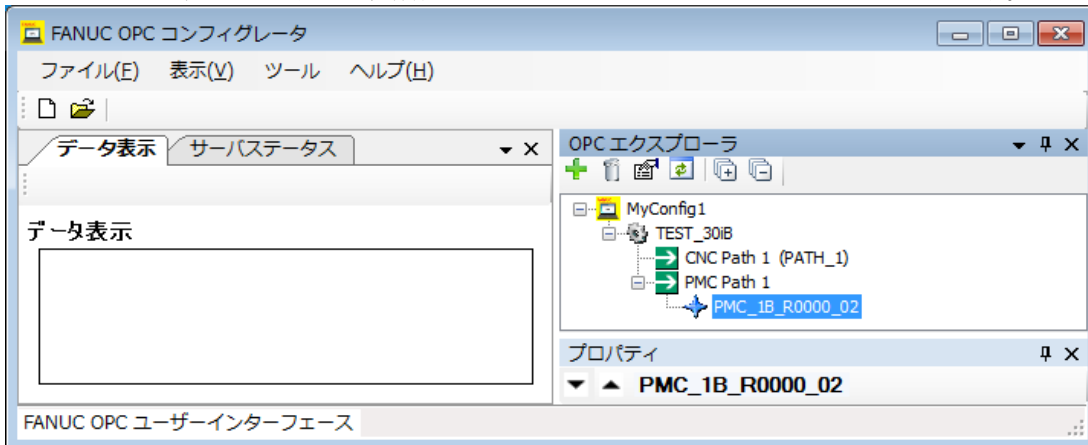 FANUC OPC コンフィグレータ
ファイル(F) 表示(V) ツール ヘルプ(H)
データ表示 サーバステータス
データ表示
OPC エクスプローラ
MyConfig1
TEST_30iB
CNC Path 1 (PATH_1)
PMC Path 1
PMC_1B_R0000_02
プロパティ
PMC_1B_R0000_02
FANUC OPC ユーザーインターフェース